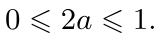 0 ⩽ 2a ⩽ 1.